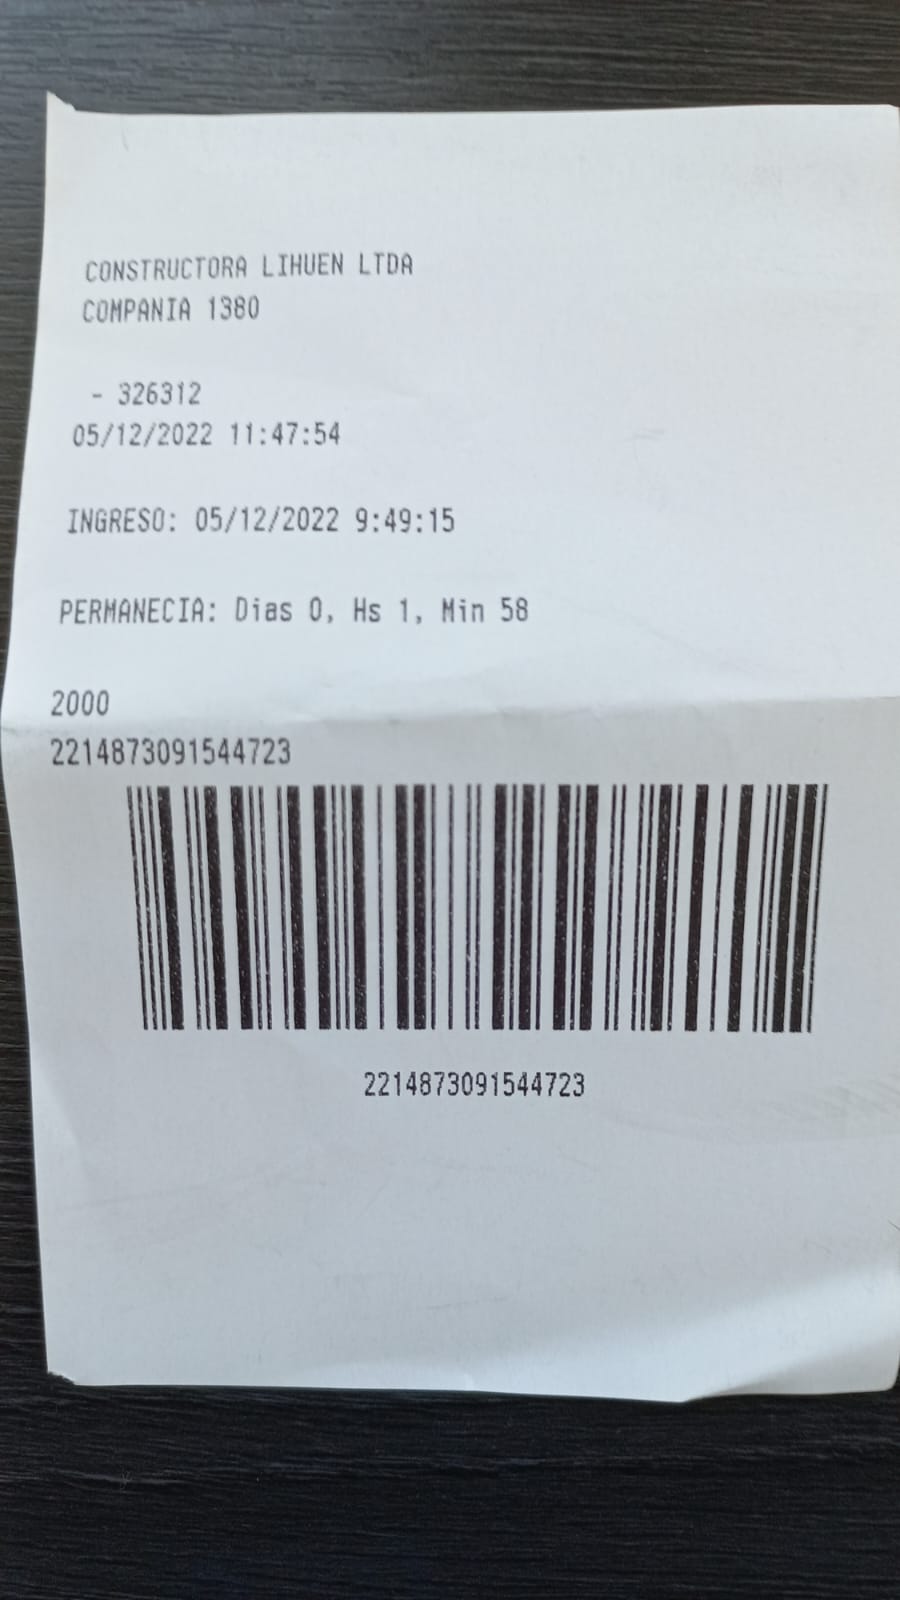 CONSTRUCTORA LIHUEN LTDA
COMPANIA 1380
- 326312
05/12/2022 11:47:54
INGRESO: 05/12/2022 9:49:15
PERMANECIA: Dias 0, Hs 1, Min 58
2000
2214873091544723
2214873091544723